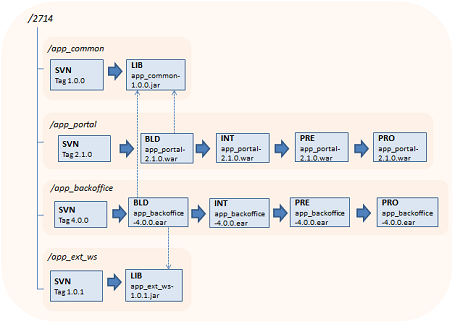 /2714
/app_common
SVN
Tag 1.0.0
LIB
app_common-
1.0.0.jar
/app_portal
SVN
Tag 2.1.0
BLD
app_portal-
2.1.0.war
INT
app_portal-
2.1.0.war
PRE
app_portal-
2.1.0.war
PRO
app_portal-
2.1.0.war
/app_backoffice
SVN
Tag 4.0.0
BLD
app_backoffice
-4.0.0.ear
INT
app_backoffice
-4.0.0.ear
PRE
app_backoffice
-4.0.0.ear
PRO
app_backoffice
-4.0.0.ear
/app_ext_ws
SVN
Tag 1.0.1
LIB
app_ext_ws-
1.0.1.jar